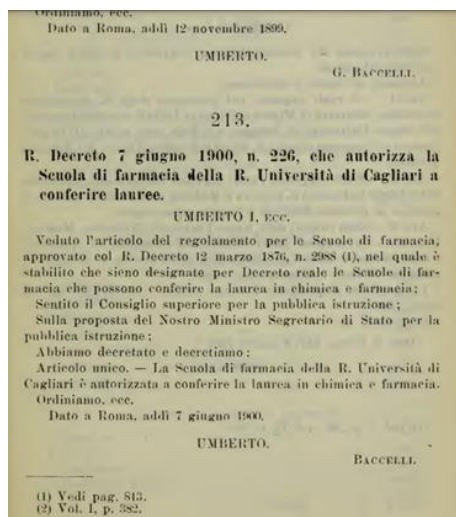 Ordiniamo, ecc.
Dato a Roma, addì 12 novembre 1899.
UMBERTO.
G. BACCELLI.
213.
R. Decreto 7 giugno 1900, n. 226, che autorizza la
Scuola di farmacia della R. Università di Cagliari a
conferire lauree.
UMBERTO I, ECC.
Veduto l'articolo del regolamento per le Scuole di farmacia,
approvato col R. Decreto 12 marzo 1876, n. 2988 (1), nel quale è
stabilito che sieno designate per Decreto reale le Scuole di far-
macia che possono conferire la laurea in chimica e farmacia;
Sentito il Consiglio superiore per la pubblica istruzione;
Sulla proposta del Nostro Ministro Segretario di Stato per la
pubblica istruzione;
Abbiamo decretato e decretiamo:
Articolo unico. — La Scuola di farmacia della R. Università di
Cagliari è autorizzata a conferire la laurea in chimica e farmacia.
Ordiniamo, ecc.
Dato a Roma, addì 7 giugno 1900.
UMBERTO.
BACCELLI.
(1) Vedi pag. 813.
(2) Vol. I, p. 382.